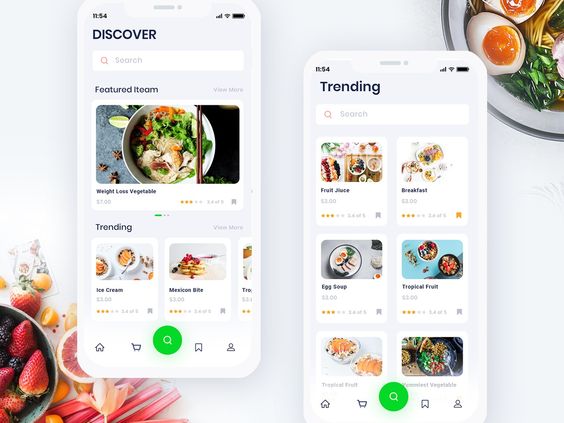 11:54
DISCOVER
Search
Featured Iteam
View More
Weight Loss Vegetable
$7.00
3.4 of 5
Trending
View More
Ice Cream
$3.00
3.4 of 5
Mexicon Bite
$3.00
3.4 of 5
Tro
$3.00
11:54
Trending
Search
Fruit Jiuce
$3.00
3.4 of 5
Breakfast
$3.00
3.4 of 5
Egg Soup
$3.00
3.4 of 5
Tropical Fruit
$3.00
3.4 of 5
Tropical Fruit
Yommiest Vegetable